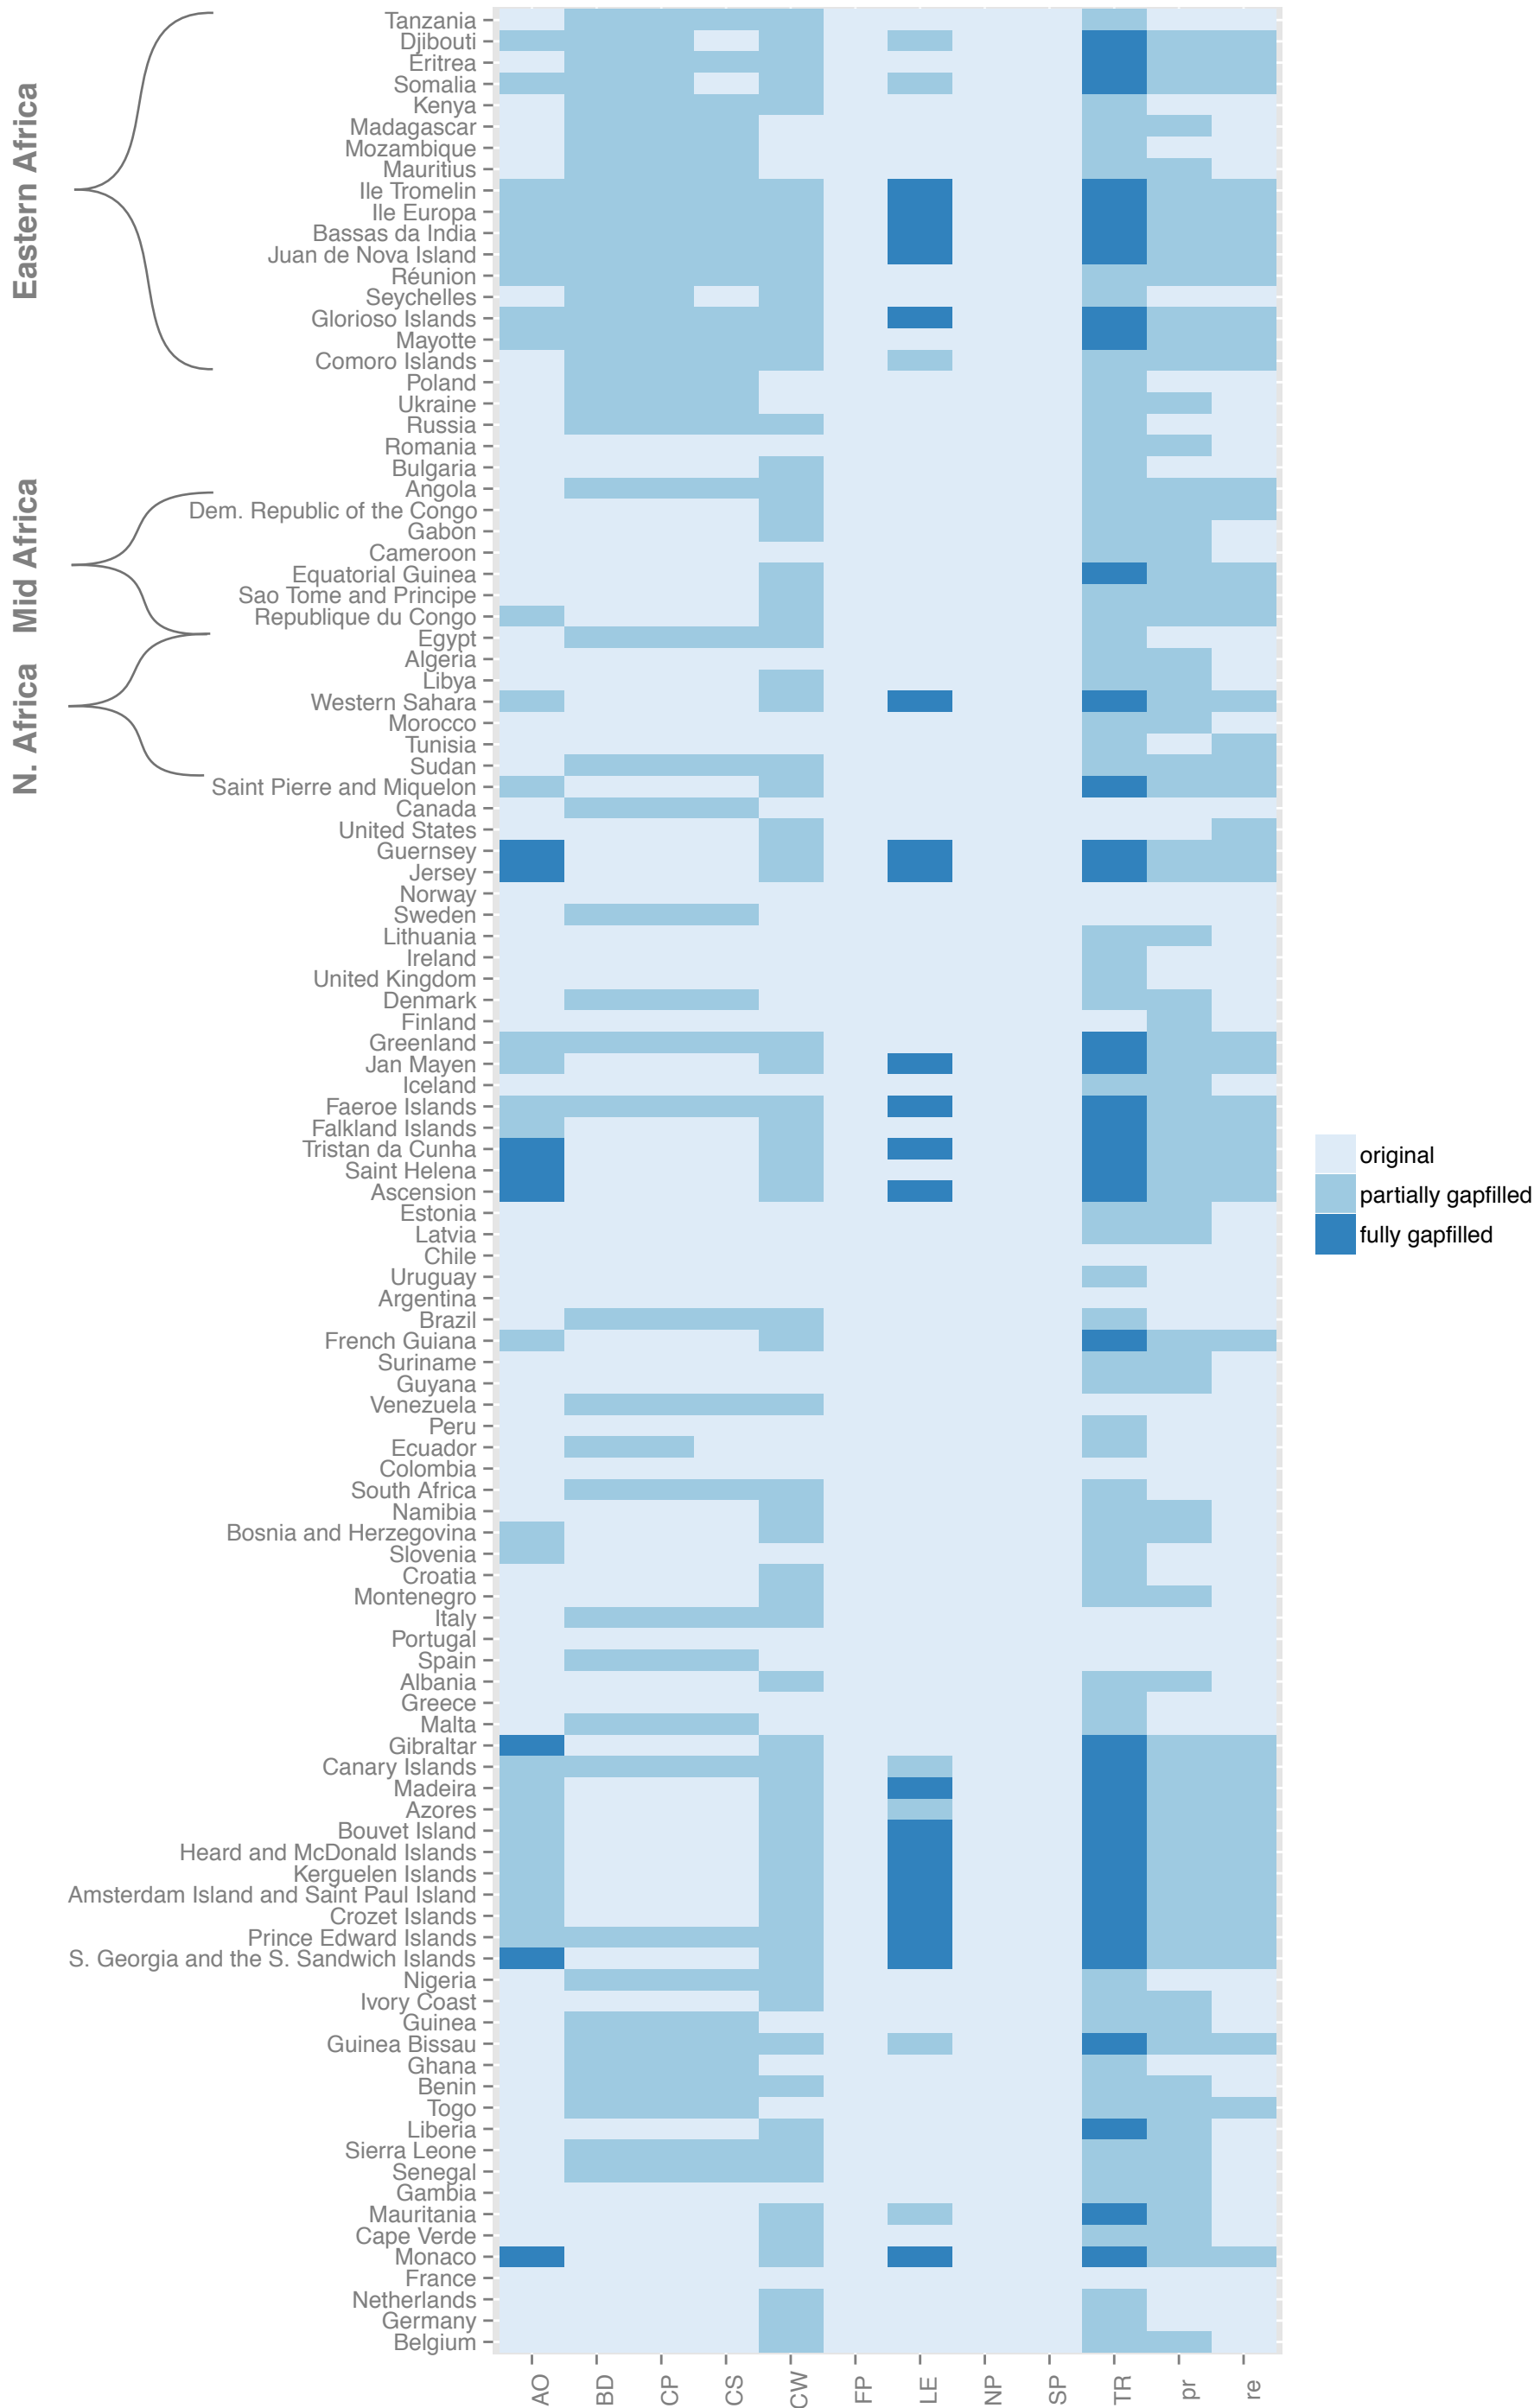 Eastern Africa
Mid Africa
N. Africa
Tanzania
Djibouti
Eritrea
Somalia
Kenya
Madagascar
Mozambique
Mauritius
Ile Tromelin
Ile Europa
Bassas da India
Juan de Nova Island
Réunion
Seychelles
Glorioso Islands
Mayotte
Comoro Islands
Poland
Ukraine
Russia
Romania
Bulgaria
Angola
Dem. Republic of the Congo
Gabon
Cameroon
Equatorial Guinea
Sao Tome and Principe
Republique du Congo
Egypt
Algeria
Libya
Western Sahara
Morocco
Tunisia
Sudan
Saint Pierre and Miquelon
Canada
United States
Guernsey
Jersey
Norway
Sweden
Lithuania
Ireland
United Kingdom
Denmark
Finland
Greenland
Jan Mayen
Iceland
Faeroe Islands
Falkland Islands
Tristan da Cunha
Saint Helena
Ascension
Estonia
Latvia
Chile
Uruguay
Argentina
Brazil
French Guiana
Suriname
Guyana
Venezuela
Peru
Ecuador
Colombia
South Africa
Namibia
Bosnia and Herzegovina
Slovenia
Croatia
Montenegro
Italy
Portugal
Spain
Albania
Greece
Malta
Gibraltar
Canary Islands
Madeira
Azores
Bouvet Island
Heard and McDonald Islands
Kerguelen Islands
Amsterdam Island and Saint Paul Island
Crozet Islands
Prince Edward Islands
S. Georgia and the S. Sandwich Islands
Nigeria
Ivory Coast
Guinea
Guinea Bissau
Ghana
Benin
Togo
Liberia
Sierra Leone
Senegal
Gambia
Mauritania
Cape Verde
Monaco
France
Netherlands
Germany
Belgium
AO
BD
CP
CS
CW
FP
LE
NP
SP
TR
pr
re
original
partially gapfilled
fully gapfilled